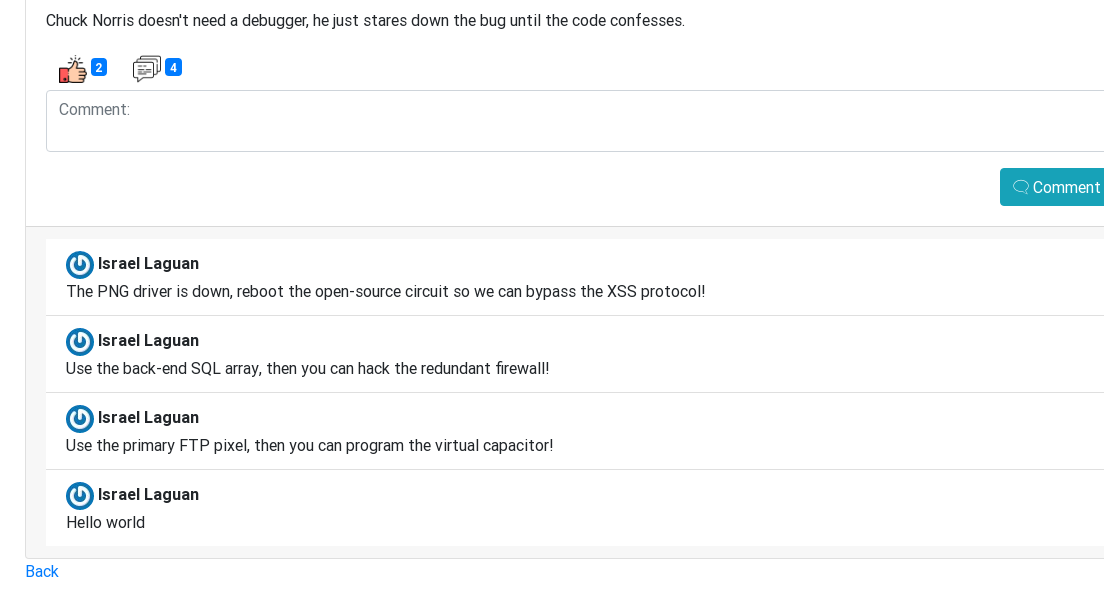 Chuck Norris doesn't need a debugger, he just stares down the bug until the code confesses.
2 4
Comment:
Comment
Israel Laguan
The PNG driver is down, reboot the open-source circuit so we can bypass the XSS protocol!
Israel Laguan
Use the back-end SQL array, then you can hack the redundant firewall!
Israel Laguan
Use the primary FTP pixel, then you can program the virtual capacitor!
Israel Laguan
Hello world
Back